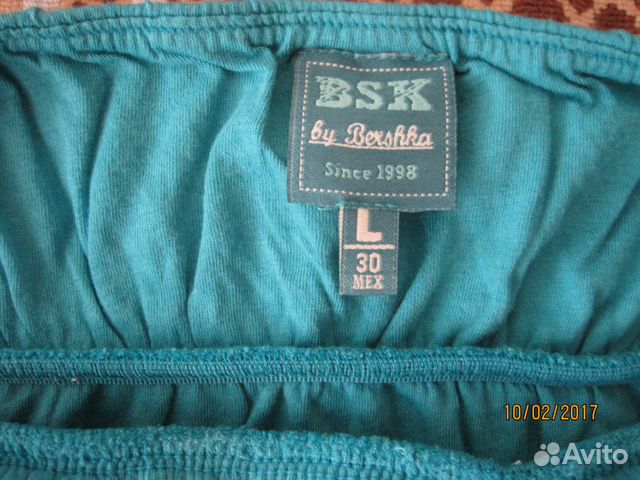 BSK
by Bershka
Since 1998
L
30
MEX
10/02/2017
Avito